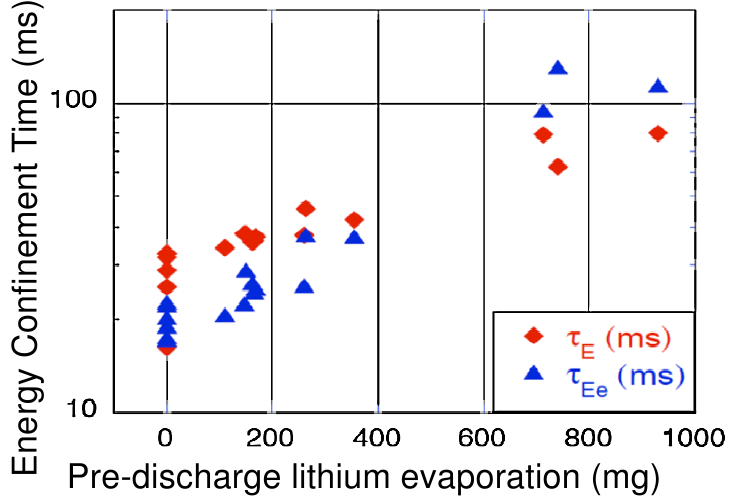 Energy Confinement Time (ms)
100
10
τE (ms)
τEe (ms)
0 200 400 600 800 1000
Pre-discharge lithium evaporation (mg)